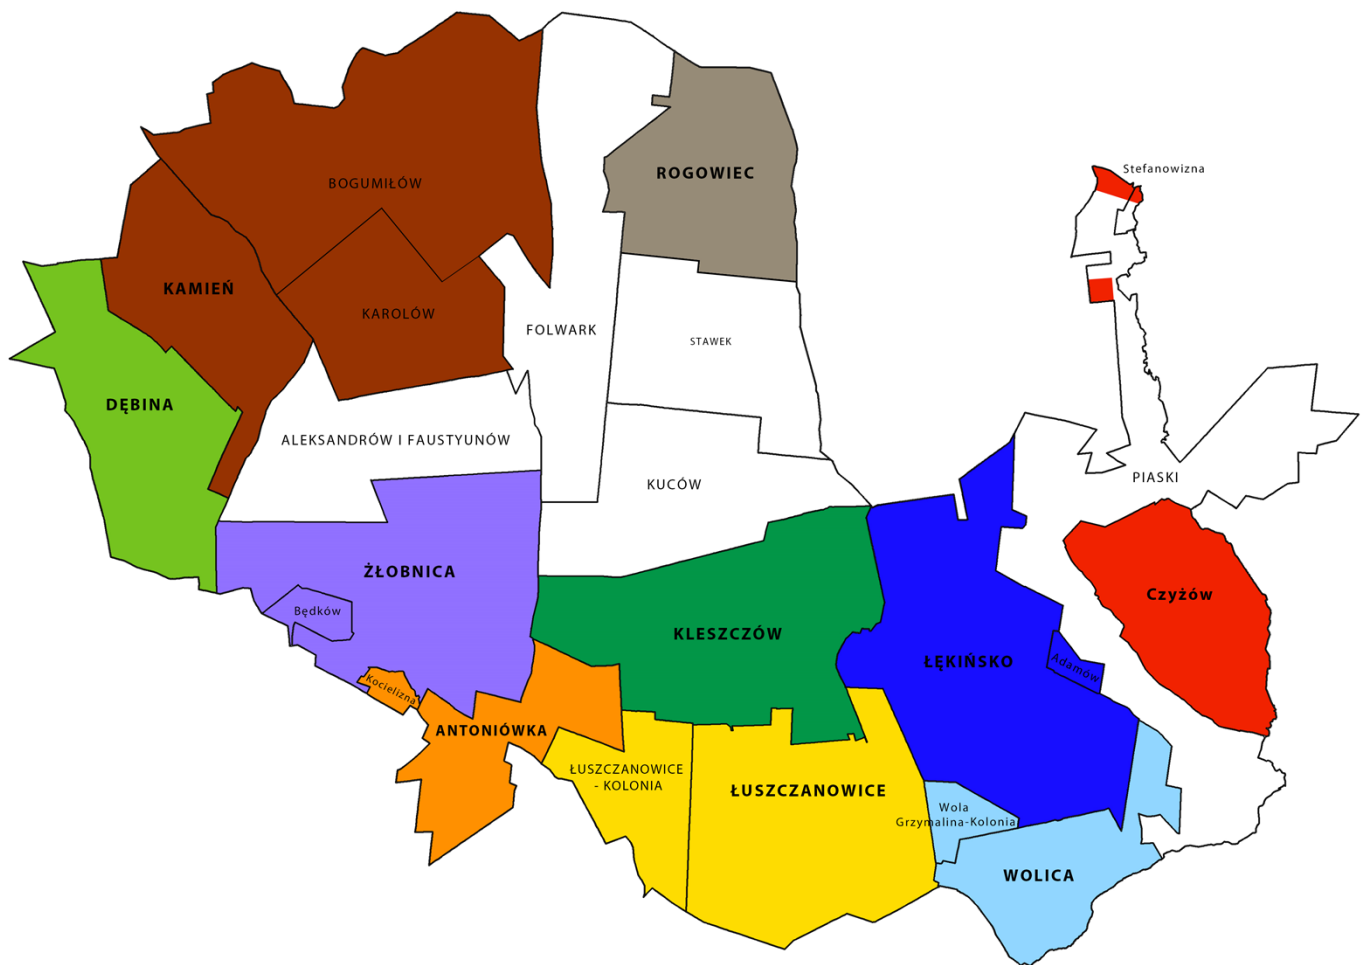 Stefanowizna
ROGOWIEC
BOGUMIŁÓW
KAMIEŃ
KAROLÓW
FOLWARK
STAWEK
DĘBINA
ALEKSANDRÓW I FAUSTYUNÓW
KUCÓW
PIASKI
ŻŁOBNICA
Czyżów
Będków
KLESZCZÓW
ŁĘKIŃSKO
Adamów
Kocielizna
ANTONIÓWKA
ŁUSZCZANOWICE
- KOLONIA
ŁUSZCZANOWICE
Wola
Grzymalina-Kolonia
WOLICA